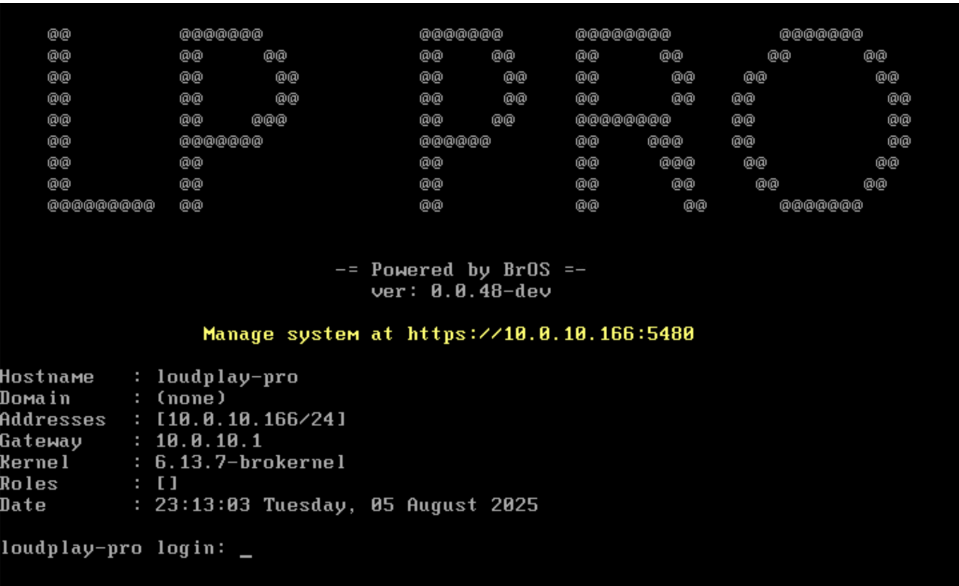 LP PRO
-= Powered by BrOS =-
ver: 0.0.48-dev
Manage system at https://10.0.10.166:5480
Hostname : loudplay-pro
Domain : (none)
Addresses : [10.0.10.166/24]
Gateway : 10.0.10.1
Kernel : 6.13.7-brokernel
Roles : []
Date : 23:13:03 Tuesday, 05 August 2025
loudplay-pro login: _